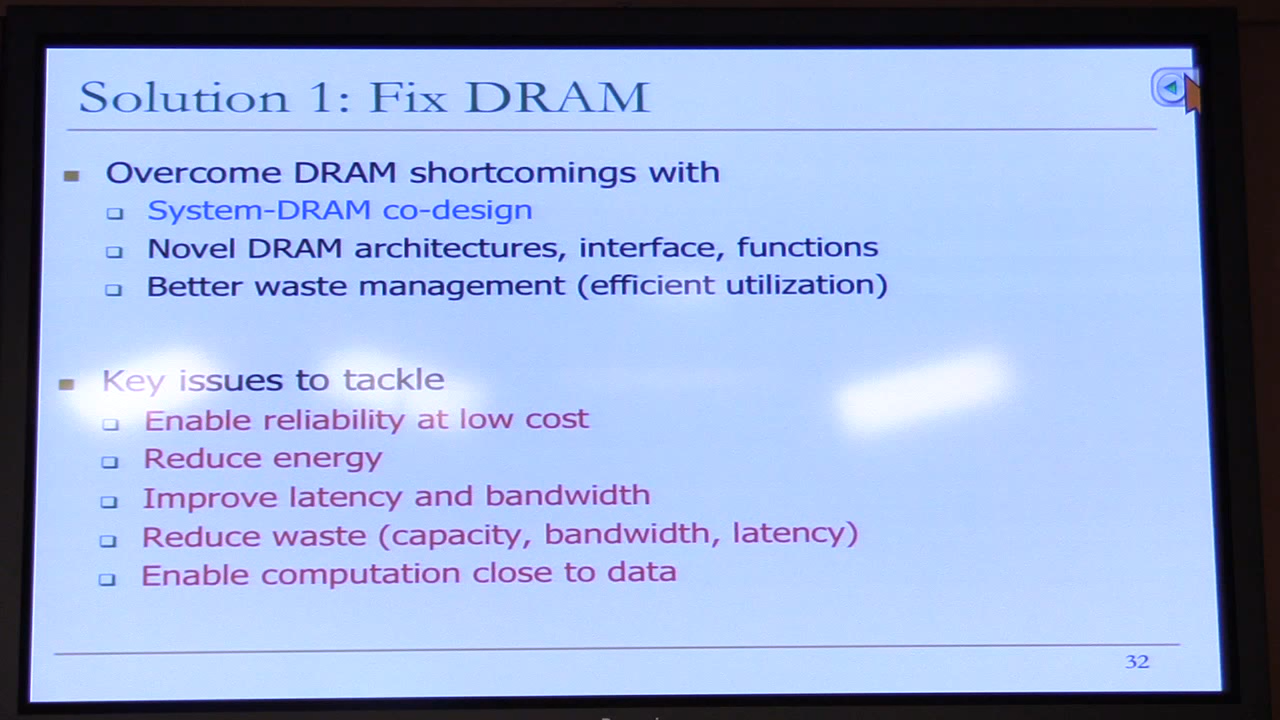 Solution 1: Fix DRAM
Overcome DRAM shortcomings with
System-DRAM co-design
Novel DRAM architectures, interface, functions
Better waste management (efficient utilization)
Key issues to tackle
Enable reliability at low cost
Reduce energy
Improve latency and bandwidth
Reduce waste (capacity, bandwidth, latency)
Enable computation close to data
32